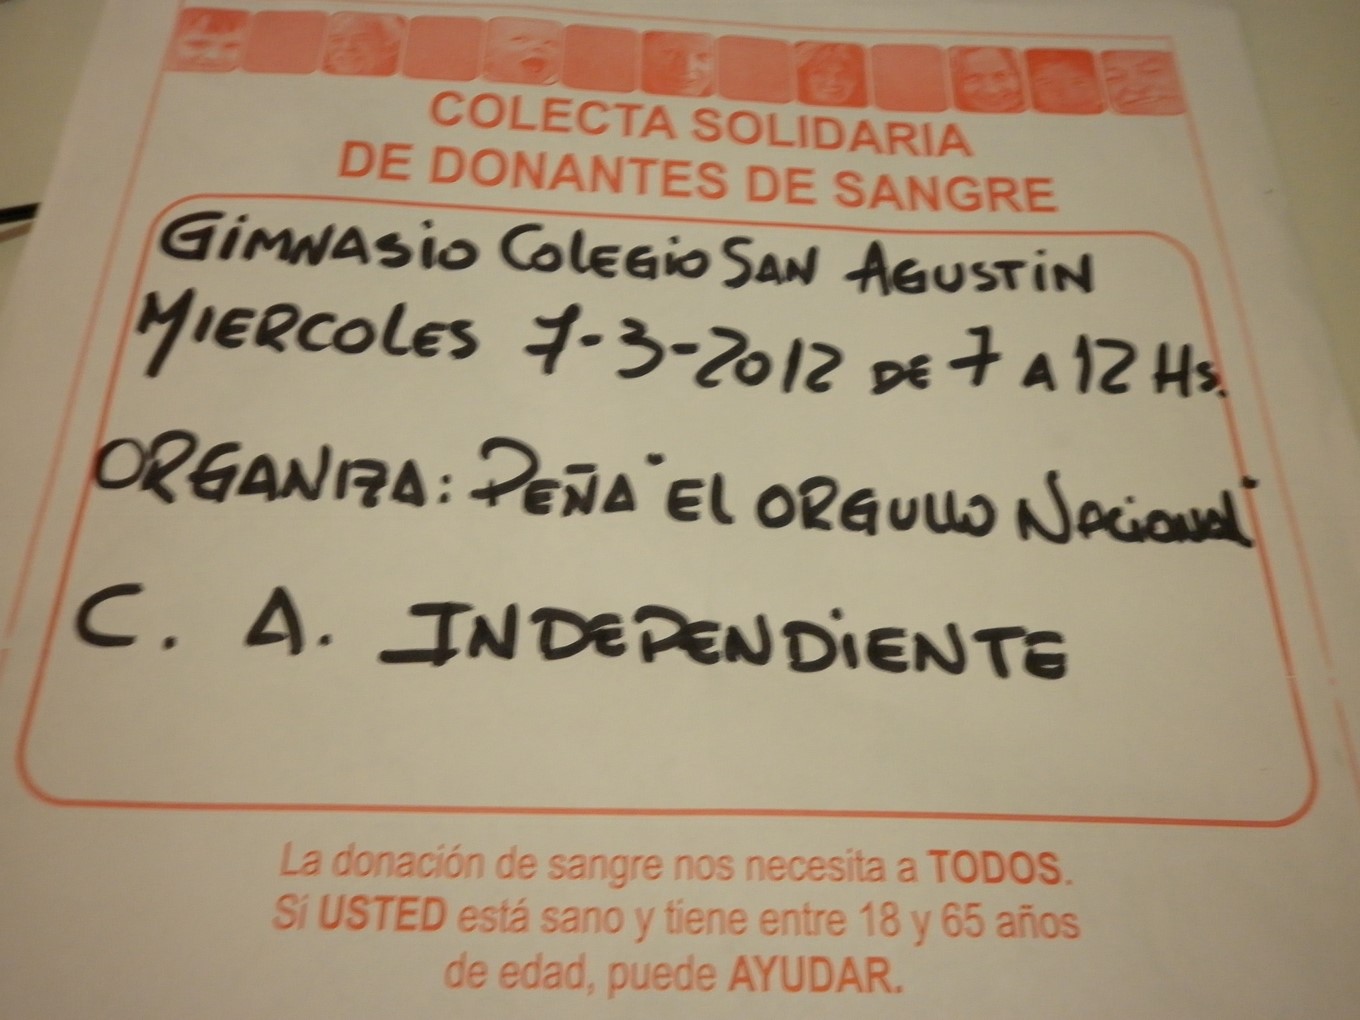 COLECTA SOLIDARIA
DE DONANTES DE SANGRE
GiMNASiO COLEGiO SAN AGUSTiN
MIERCOLES 7-3-2012 DE 7 A 12 Hs.
ORGANIZA: PEÑA "EL ORGULLO NACiONAL"
C. A. INDEPENDiENTE
La donación de sangre nos necesita a TODOS.
Si USTED está sano y tiene entre 18 y 65 años
de edad, puede AYUDAR.